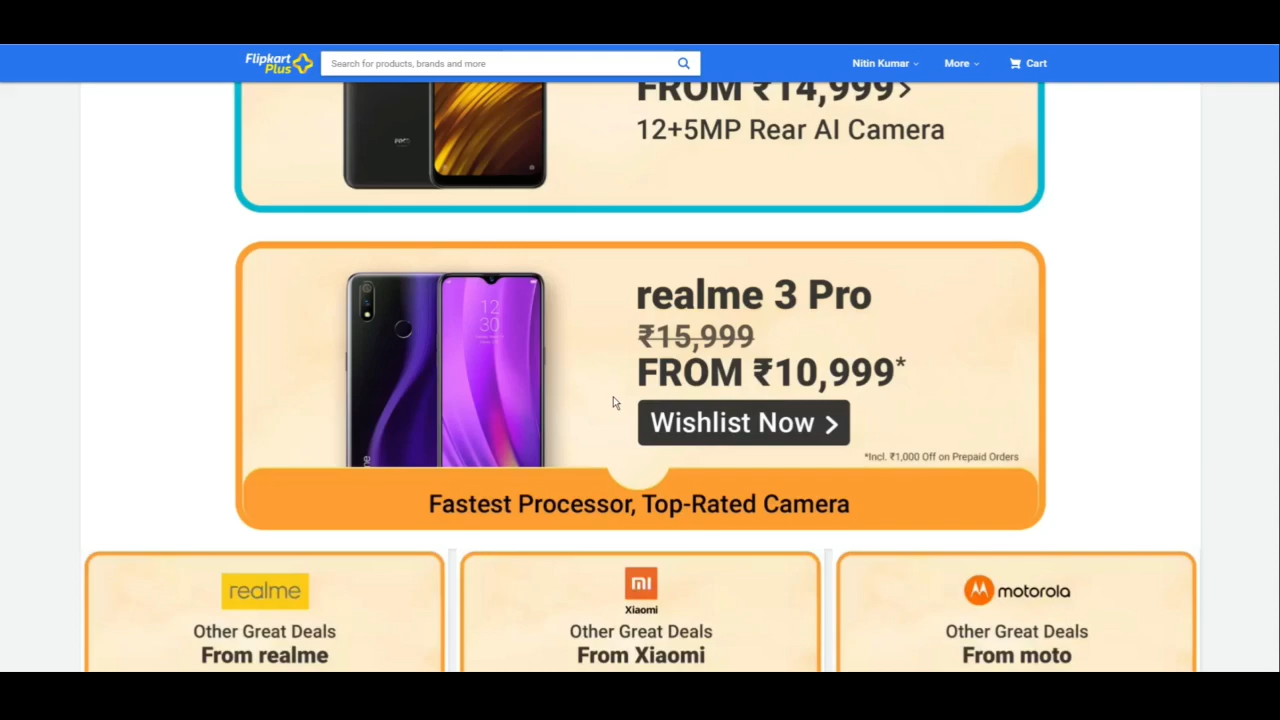 Flipkart
Plus
Search for products, brands and more
Nitin Kumar
More
Cart
FROM ₹14,999>
12+5MP Rear AI Camera
realme 3 Pro
₹15,999
FROM ₹10,999*
Wishlist Now >
*Incl. ₹1,000 Off on Prepaid Orders
12
30
Fastest Processor, Top-Rated Camera
realme
mi
Xiaomi
motorola
Other Great Deals
From realme
Other Great Deals
From Xiaomi
Other Great Deals
From moto